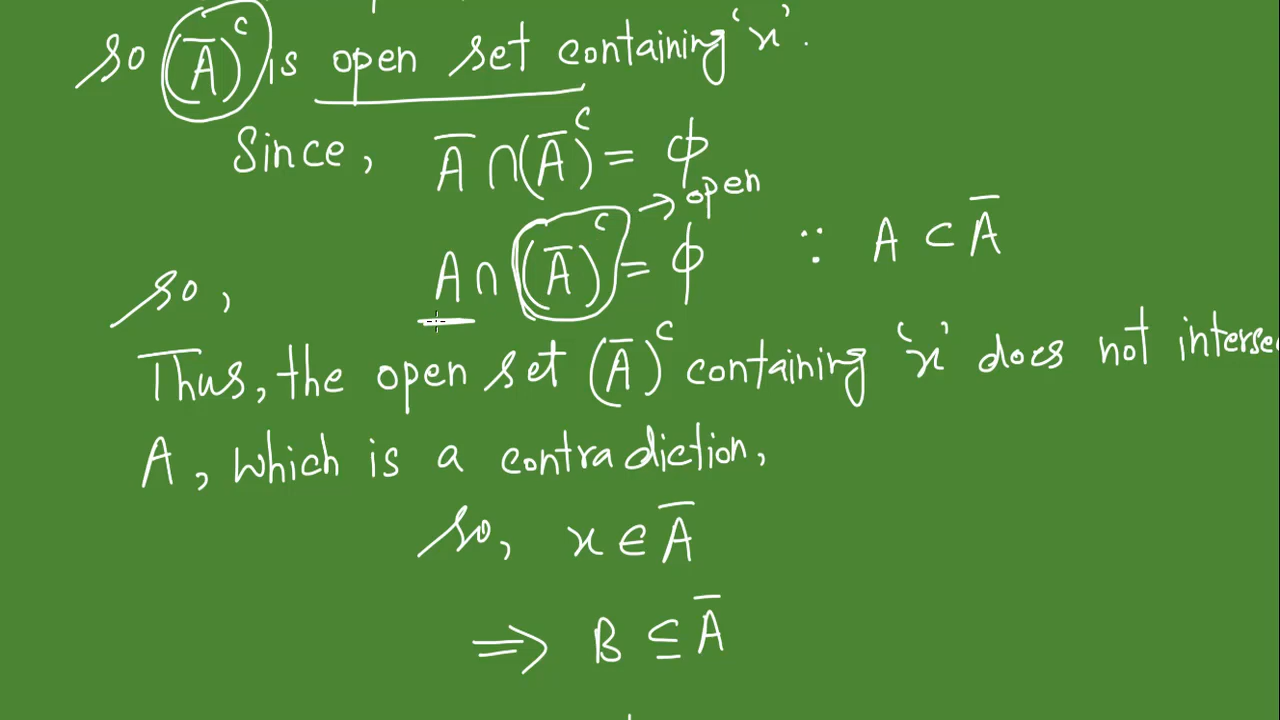 so (A̅)ᶜ is open set containing 'x'.
Since, A̅ ∩ (A̅)ᶜ = ϕ
→ open
so, A ∩ (A̅)ᶜ = ϕ ∵ A ⊂ A̅
Thus, the open set (A̅)ᶜ containing 'x' does not interse
A, which is a contradiction,
so, x ∈ A̅
⇒ B ⊆ A̅